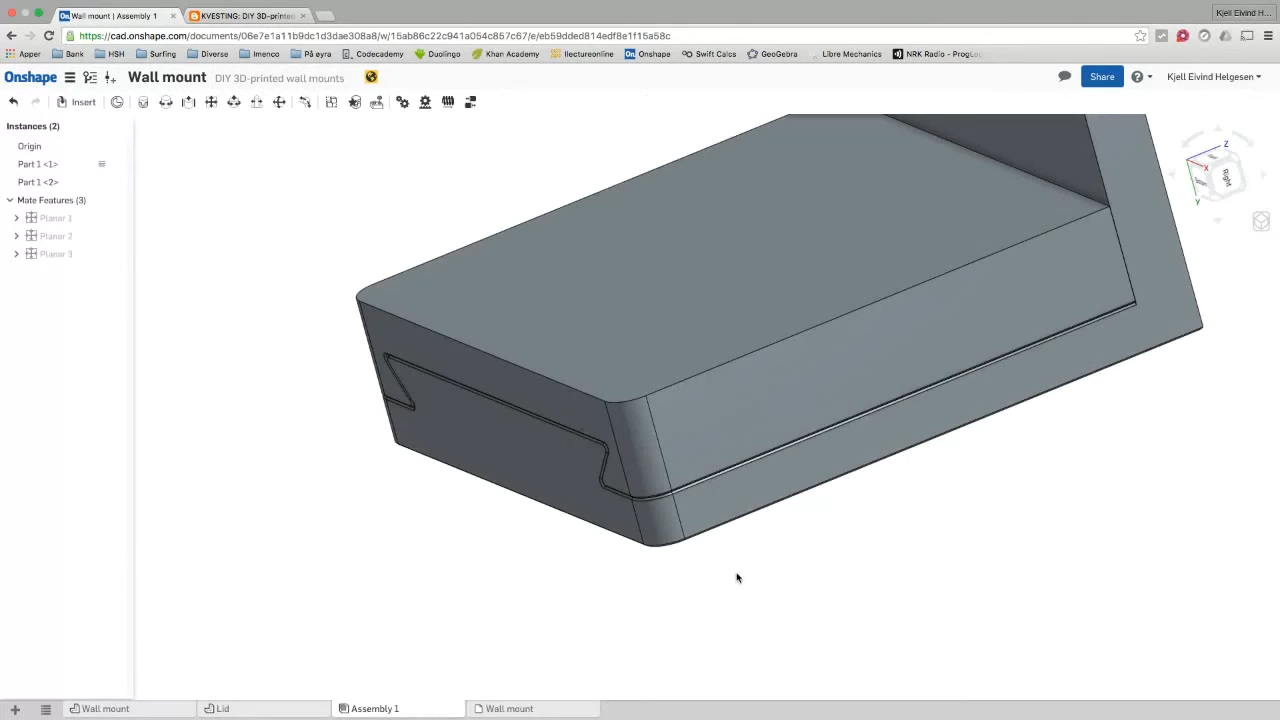 Wall mount | Assembly 1
KVESTING: DIY 3D-printed
Kjell Eivind H...
https://cad.onshape.com/documents/06e7e1a11b9dc1d3dae308a8/w/15ab86c22c941a054c857c67/e/eb59dded814edf8e1f15a58c
Apper Bank HSH Surfing Diverse Imenco På øyra Codecademy Duolingo Khan Academy Ilectureonline Onshape Swift Calcs GeoGebra Libre Mechanics NRK Radio - ProgLo
Onshape Wall mount DIY 3D-printed wall mounts Share Kjell Eivind Helgesen
Insert
Instances (2)
Origin
Part 1 <1>
Part 1 <2>
Mate Features (3)
Planar 1
Planar 2
Planar 3
Z
X
Y
Right
Wall mount Lid Assembly 1 Wall mount